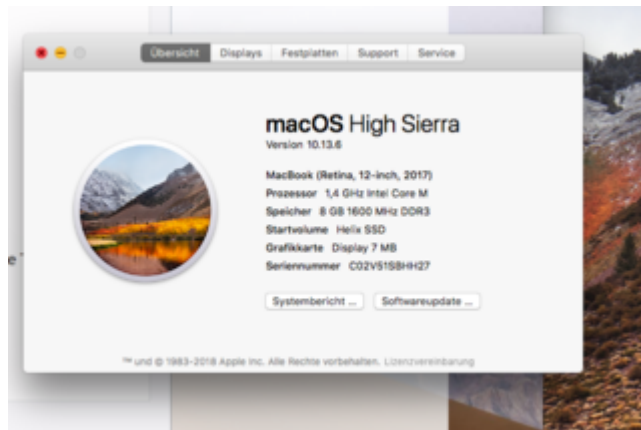 Übersicht Displays Festplatten Support Service
macOS High Sierra
Version 10.13.6
MacBook (Retina, 12-inch, 2017)
Prozessor 1,4 GHz Intel Core M
Speicher 8 GB 1600 MHz DDR3
Startvolume Helix SSD
Grafikkarte Display 7 MB
Seriennummer
Systembericht ...
Softwareupdate ...
™ und © 1983-2018 Apple Inc. Alle Rechte vorbehalten. Lizenzvereinbarung